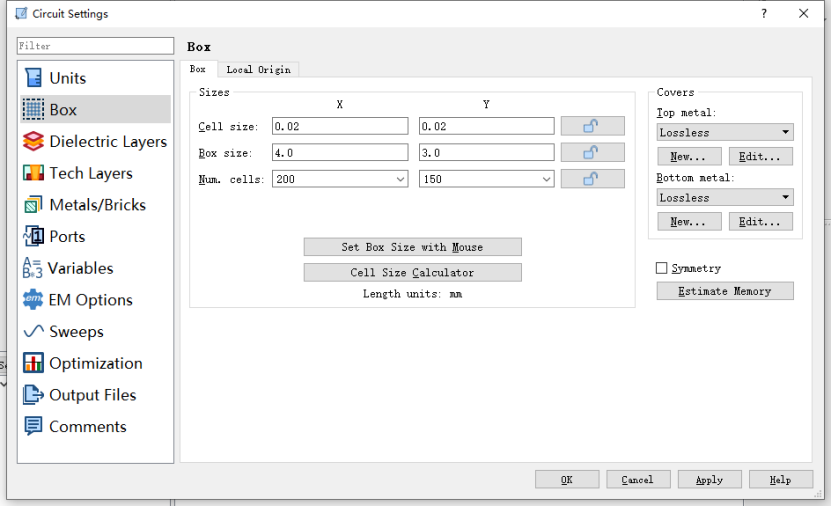 Circuit Settings
?
Filter
Units
Box
Dielectric Layers
Tech Layers
Metals/Bricks
Ports
Variables
EM Options
Sweeps
Optimization
Output Files
Comments
Box
Box
Local Origin
Sizes
X Y
Cell size: 0.02 0.02
Box size: 4.0 3.0
Num. cells: 200 150
Set Box Size with Mouse
Cell Size Calculator
Length units: mm
Covers
Top metal:
Lossless
New... Edit...
Bottom metal:
Lossless
New... Edit...
Symmetry
Estimate Memory
OK Cancel Apply Help